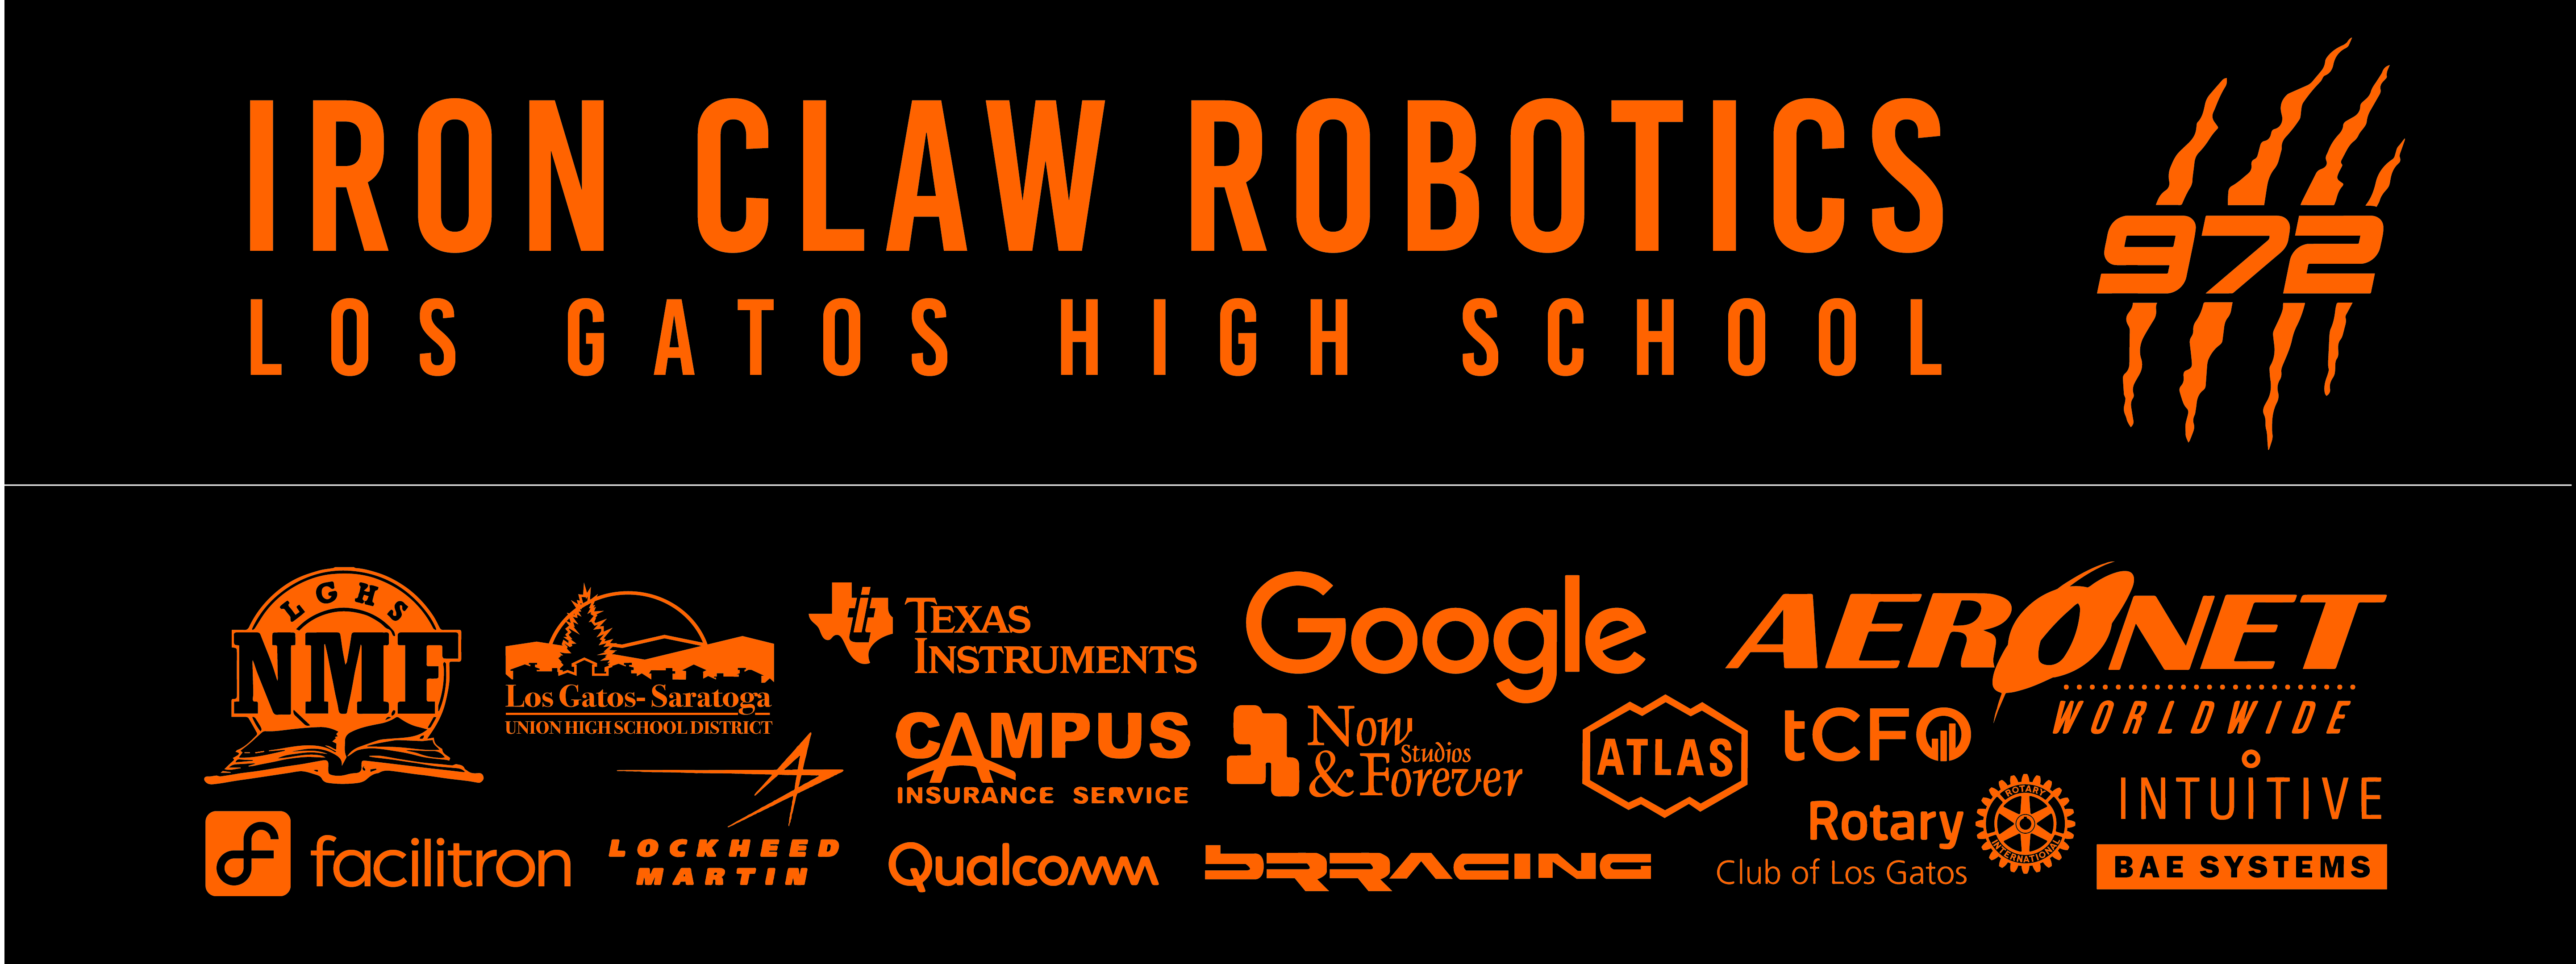 IRON CLAW ROBOTICS
LOS GATOS HIGH SCHOOL
972
LGHS
NMF
Los Gatos-Saratoga
UNION HIGH SCHOOL DISTRICT
ti
TEXAS
INSTRUMENTS
Google
AERONET
WORLDWIDE
CAMPUS
INSURANCE SERVICE
Now
Studios
& Forever
ATLAS
tCFO
INTUITIVE
f facilitron
LOCKHEED
MARTIN
Qualcomm
brracing
Rotary
Club of Los Gatos
ROTARY
INTERNATIONAL
BAE SYSTEMS